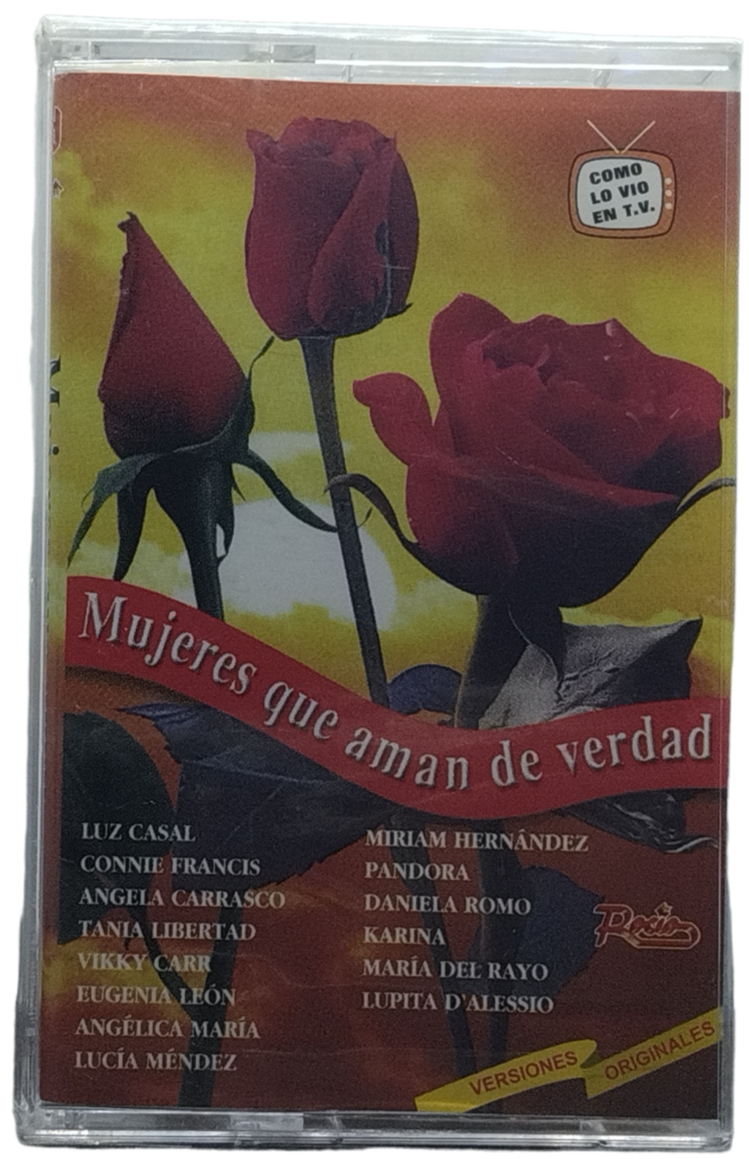 COMO
LO VIO
EN T.V.
Mujeres que aman de verdad
LUZ CASAL
CONNIE FRANCIS
ANGELA CARRASCO
TANIA LIBERTAD
VIKKY CARR
EUGENIA LEÓN
ANGÉLICA MARÍA
LUCÍA MÉNDEZ
MIRIAM HERNÁNDEZ
PANDORA
DANIELA ROMO
KARINA
MARÍA DEL RAYO
LUPITA D'ALESSIO
VERSIONES ORIGINALES